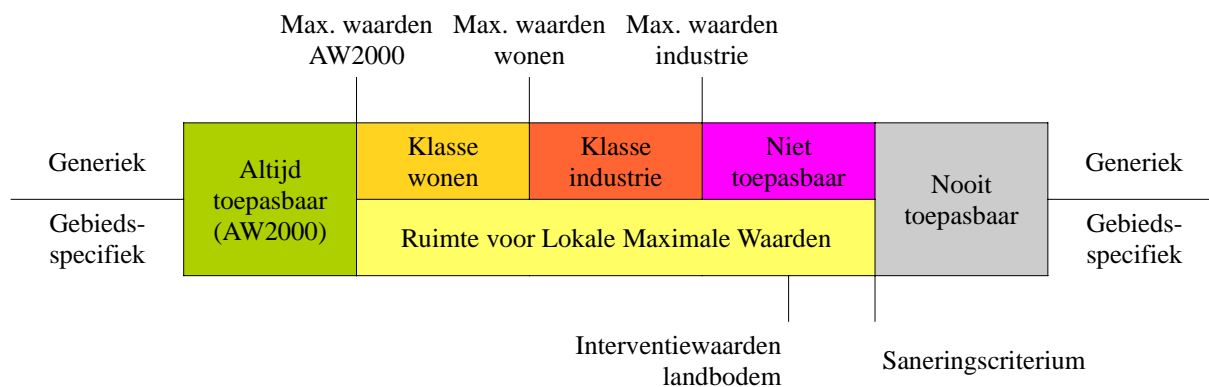 Max. waarden
AW2000
Max. waarden
wonen
Max. waarden
industrie
Generiek
Gebieds-
specifiek
Altijd
toepasbaar
(AW2000)
Klasse
wonen
Klasse
industrie
Niet
toepasbaar
Ruimte voor Lokale Maximale Waarden
Nooit
toepasbaar
Generiek
Gebieds-
specifiek
Interventiewaarden
landbodem
Saneringscriterium